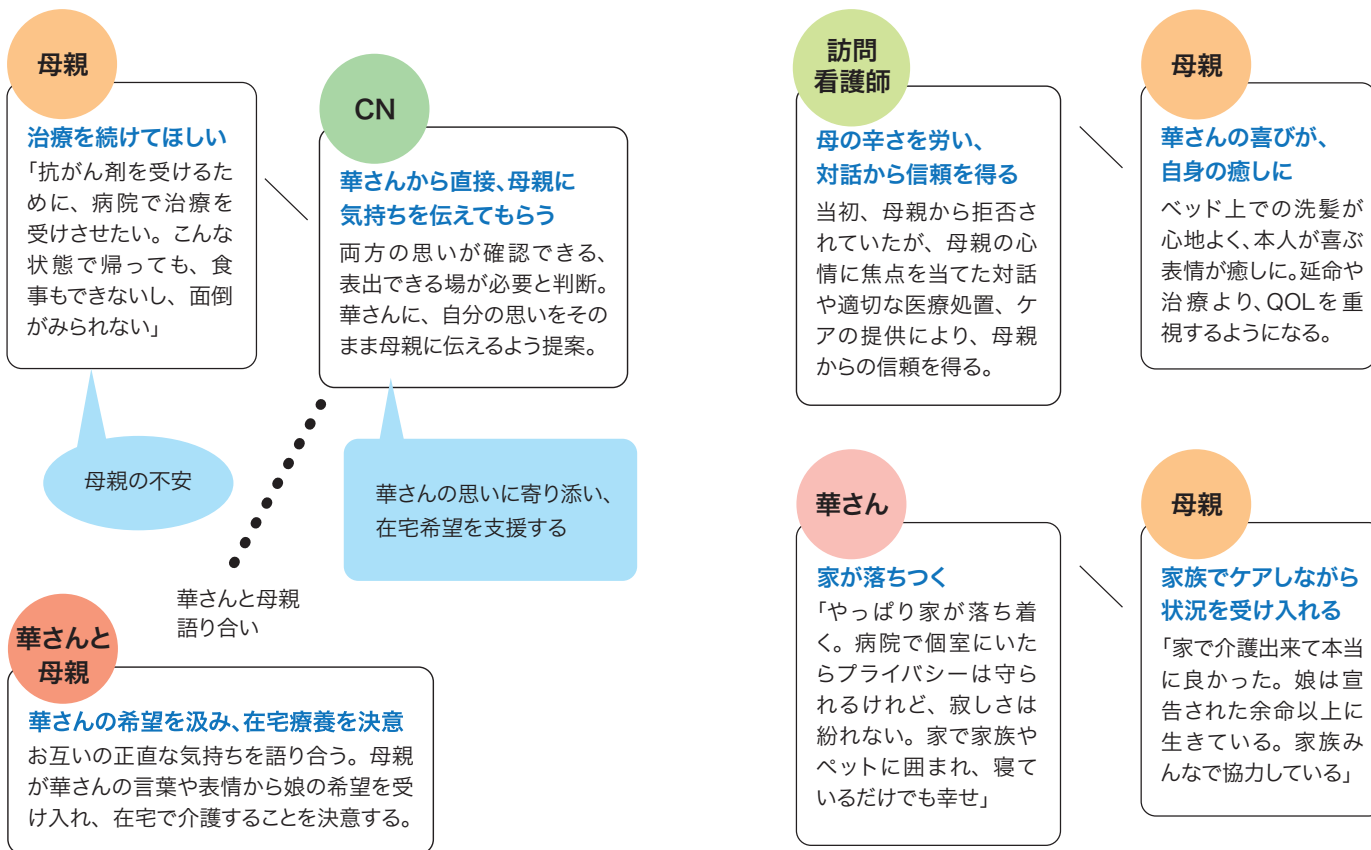 母親
治療を続けてほしい
「抗がん剤を受けるた
めに、病院で治療を
受けさせたい。こんな
状態で帰っても、食
事もできないし、面倒
がみられない」
母親の不安
CN
華さんから直接、母親に
気持ちを伝えてもらう
両方の思いが確認できる、
表出できる場が必要と判断。
華さんに、自分の思いをその
まま母親に伝えるよう提案。
華さんの思いに寄り添い、
在宅希望を支援する
華さんと母親
語り合い
華さんと
母親
華さんの希望を汲み、在宅療養を決意
お互いの正直な気持ちを語り合う。母親
が華さんの言葉や表情から娘の希望を受
け入れ、在宅で介護することを決意する。
訪問
看護師
母の辛さを労い、
対話から信頼を得る
当初、母親から拒否さ
れていたが、母親の心
情に焦点を当てた対話
や適切な医療処置、ケ
アの提供により、母親
からの信頼を得る。
母親
華さんの喜びが、
自身の癒しに
ベッド上での洗髪が
心地よく、本人が喜ぶ
表情が癒しに。延命や
治療より、QOLを重
視するようになる。
華さん
家が落ちつく
「やっぱり家が落ち着
く。病院で個室にいた
らプライバシーは守ら
れるけれど、寂しさは
紛れない。家で家族や
ペットに囲まれ、寝て
いるだけでも幸せ」
母親
家族でケアしながら
状況を受け入れる
「家で介護出来て本当
に良かった。娘は宣
告された余命以上に
生きている。家族み
んなで協力している」